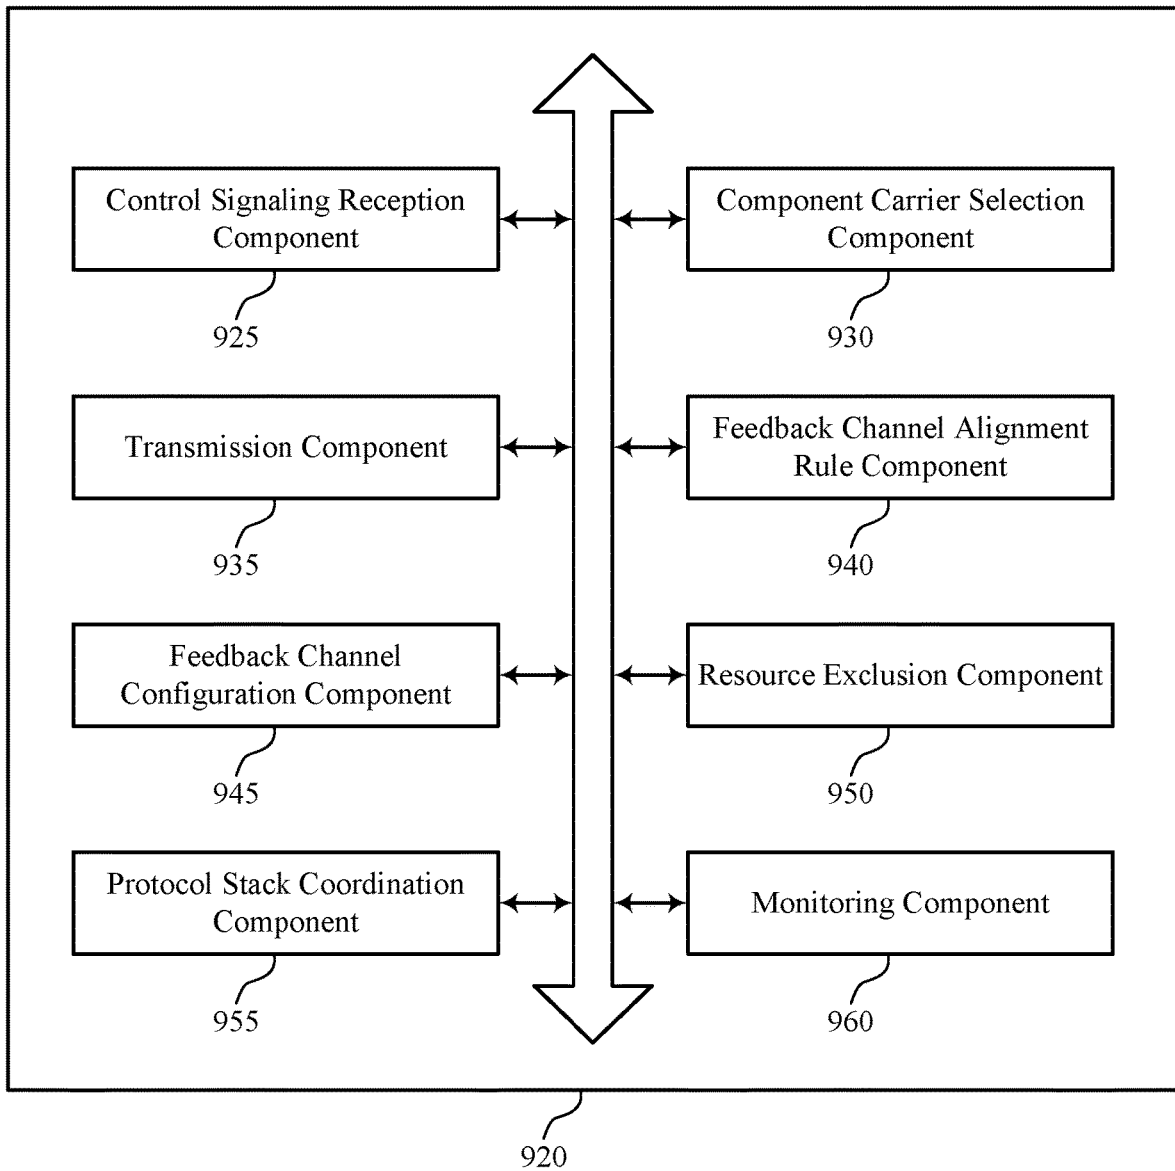 Control Signaling Reception
Component
925
Component Carrier Selection
Component
930
Transmission Component
935
Feedback Channel Alignment
Rule Component
940
Feedback Channel
Configuration Component
945
Resource Exclusion Component
950
Protocol Stack Coordination
Component
955
Monitoring Component
960
920